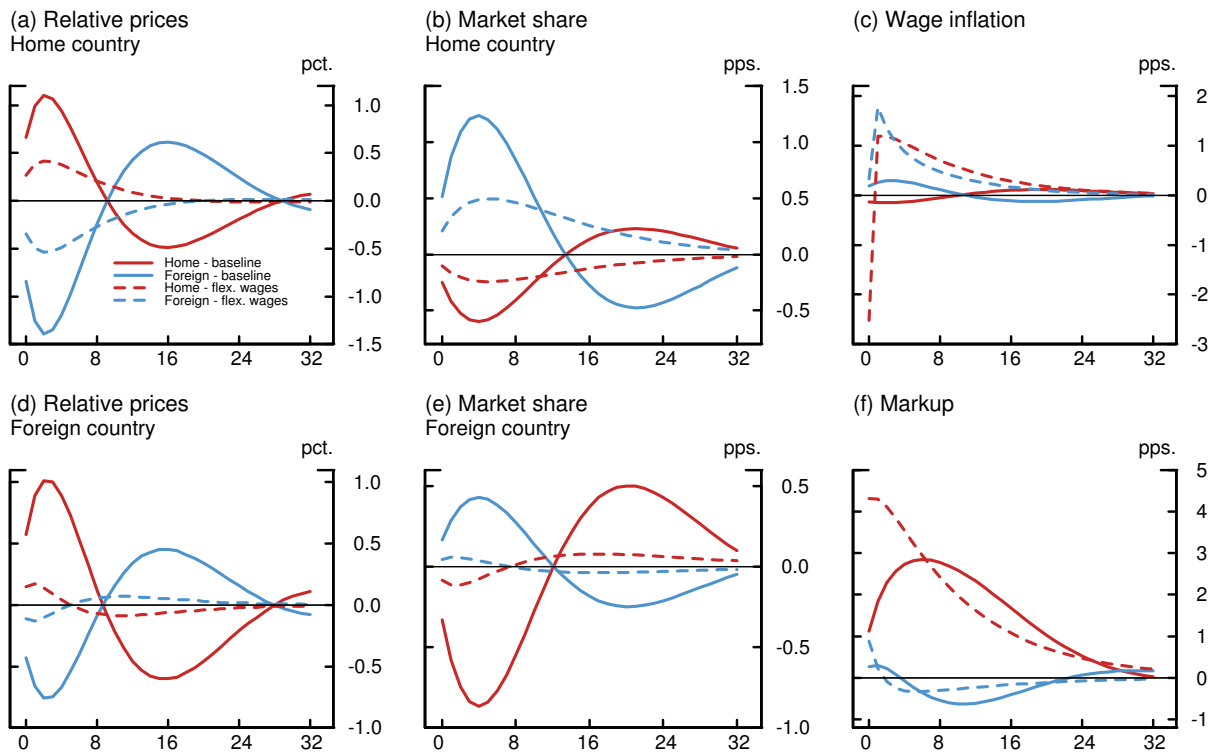 (a) Relative prices
Home country
pct.
1.0
0.5
0.0
-0.5
-1.0
-1.5
0 8 16 24 32
Home - baseline
Foreign - baseline
Home - flex. wages
Foreign - flex. wages
(b) Market share
Home country
pps.
1.5
1.0
0.5
0.0
-0.5
0 8 16 24 32
(c) Wage inflation
pps.
2
1
0
-1
-2
-3
0 8 16 24 32
(d) Relative prices
Foreign country
pct.
1.0
0.5
0.0
-0.5
-1.0
0 8 16 24 32
(e) Market share
Foreign country
pps.
0.5
0.0
-0.5
-1.0
0 8 16 24 32
(f) Markup
pps.
5
4
3
2
1
0
-1
0 8 16 24 32